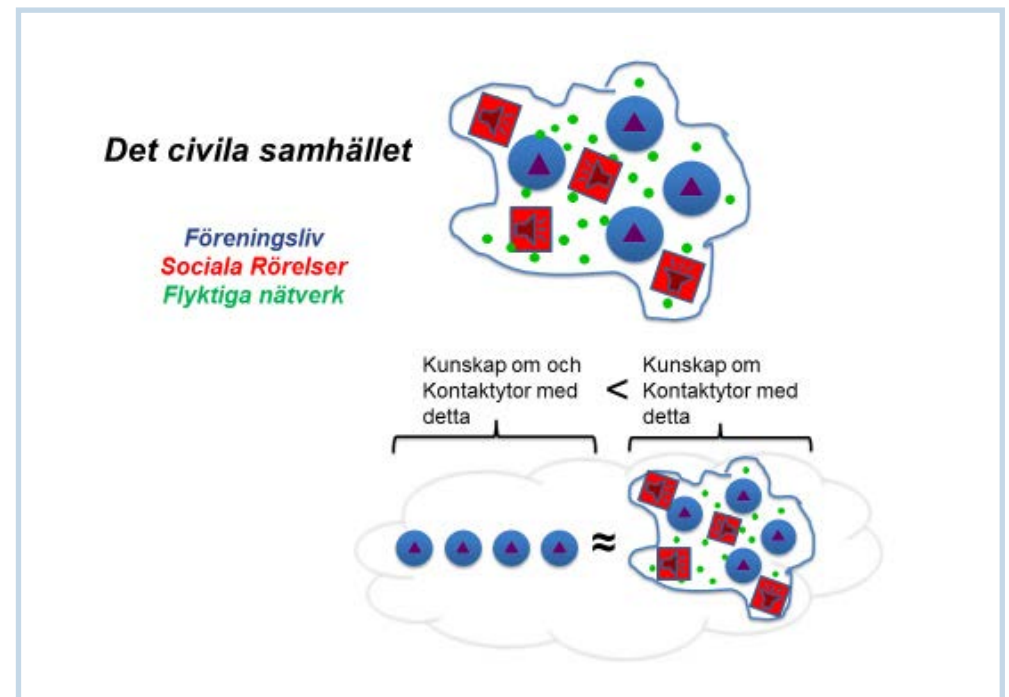 Det civila samhället
Föreningsliv
Sociala Rörelser
Flyktiga nätverk
Kunskap om och
Kontaktytor med
detta
<
Kunskap om
Kontaktytor med
detta
≈